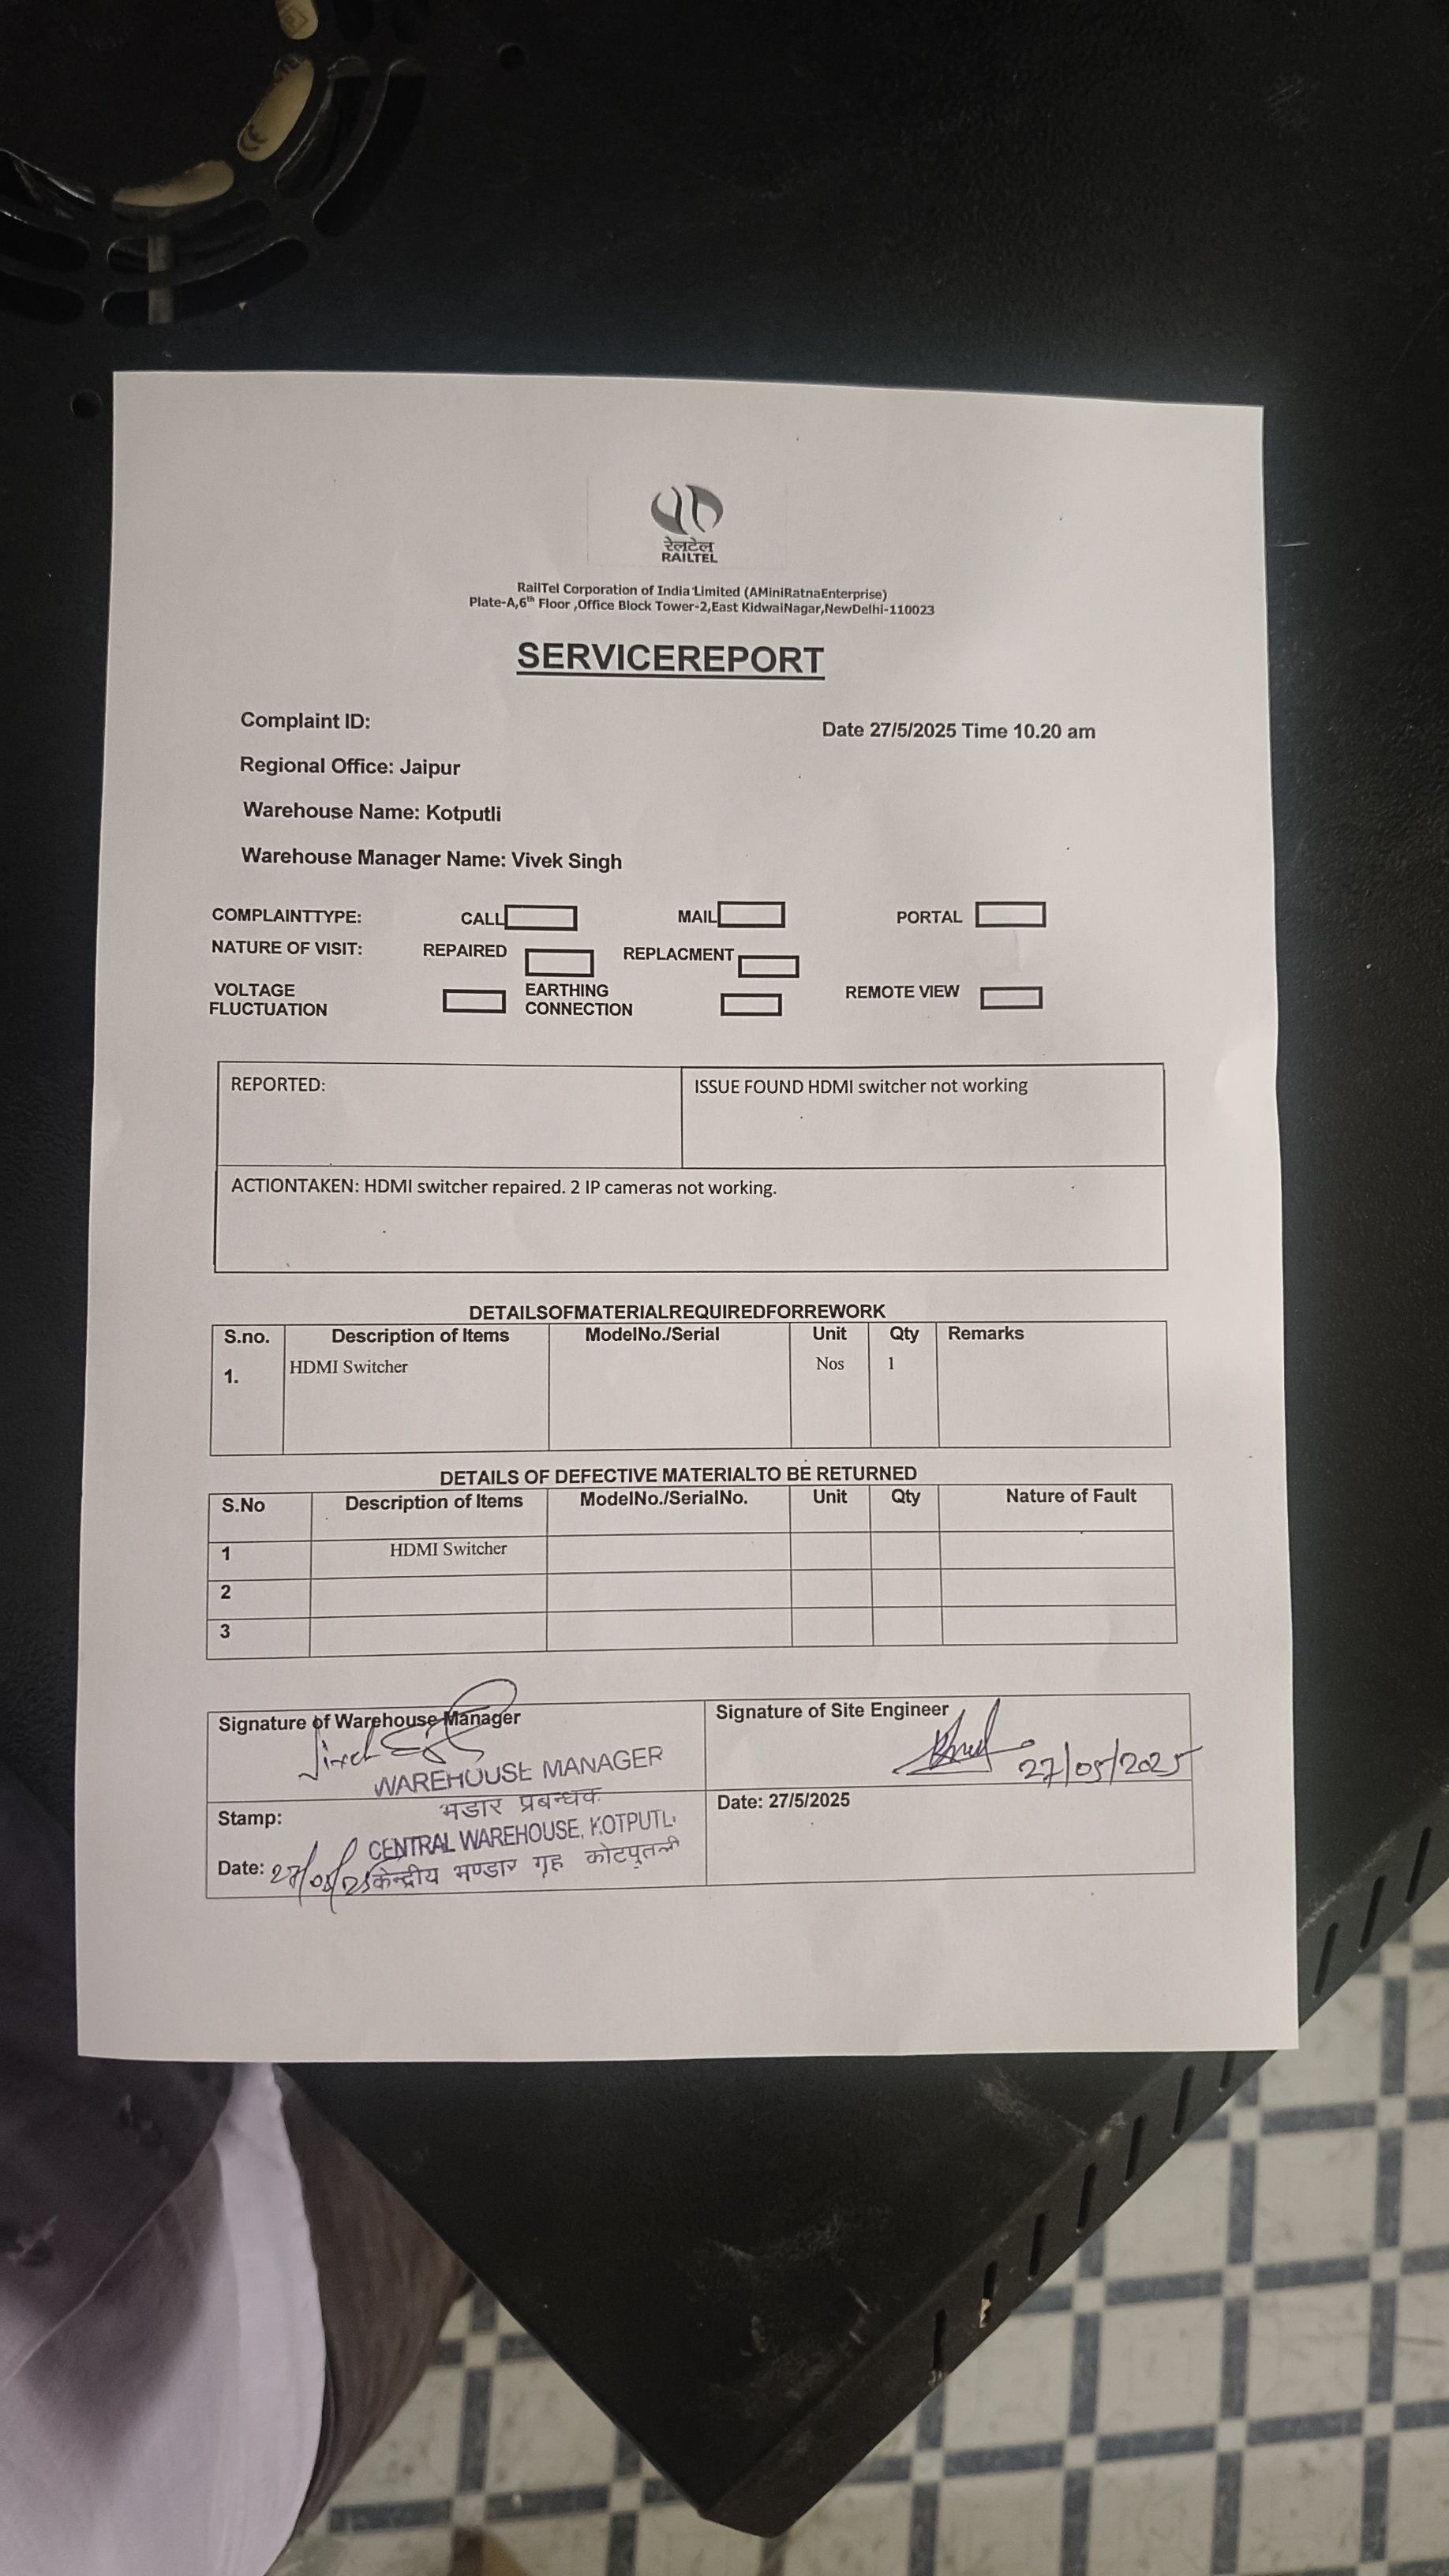 रेलटेल
RAILTEL
RailTel Corporation of India Limited (AMiniRatnaEnterprise)
Plate-A,6th Floor ,Office Block Tower-2,East KidwaiNagar,NewDelhi-110023
SERVICEREPORT
Complaint ID:
Date 27/5/2025 Time 10.20 am
Regional Office: Jaipur
Warehouse Name: Kotputli
Warehouse Manager Name: Vivek Singh
COMPLAINTTYPE: CALL MAIL PORTAL
NATURE OF VISIT: REPAIRED REPLACMENT
VOLTAGE FLUCTUATION EARTHING CONNECTION REMOTE VIEW
REPORTED:
ISSUE FOUND HDMI switcher not working
ACTIONTAKEN: HDMI switcher repaired. 2 IP cameras not working.
DETAILSOFMATERIALREQUIREDFORREWORK
S.no. Description of Items ModelNo./Serial Unit Qty Remarks
1. HDMI Switcher Nos 1
DETAILS OF DEFECTIVE MATERIALTO BE RETURNED
S.No Description of Items ModelNo./SerialNo. Unit Qty Nature of Fault
1 HDMI Switcher
2
3
Signature of Warehouse Manager
Signature of Site Engineer
27/05/2025
WAREHOUSE MANAGER
भडार प्रबन्धक
Stamp:
Date: 27/5/2025
CENTRAL WAREHOUSE, KOTPUTLI
Date: 27/05/25
केन्द्रीय भण्डार गृह कोटपुतली